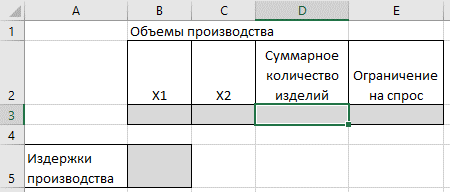 A B C D E
1 Объемы производства
2 X1 X2 Суммарное количество изделий Ограничение на спрос
3
4
5 Издержки производства